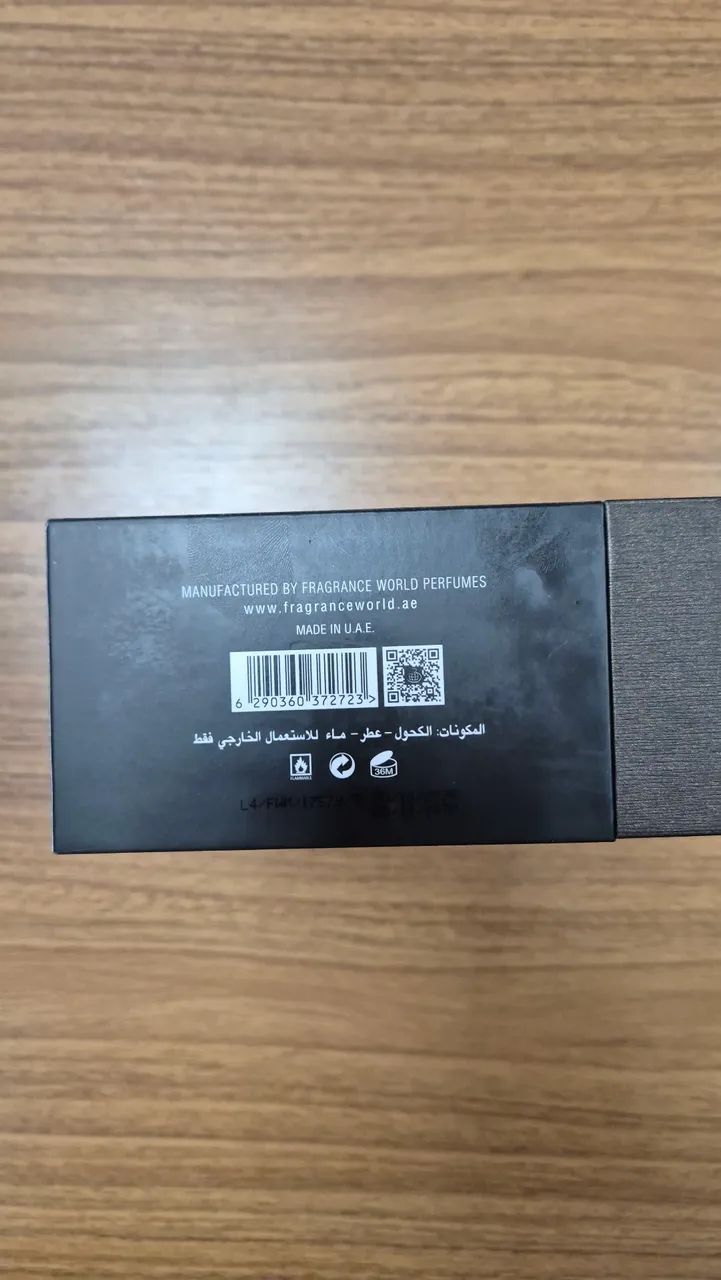 MANUFACTURED BY FRAGRANCE WORLD PERFUMES
www.fragranceworld.ae
MADE IN U.A.E.
6 290360 372723 >
المكونات: الكحول - عطر - ماء للاستعمال الخارجي فقط
FLAMMABLE
36M